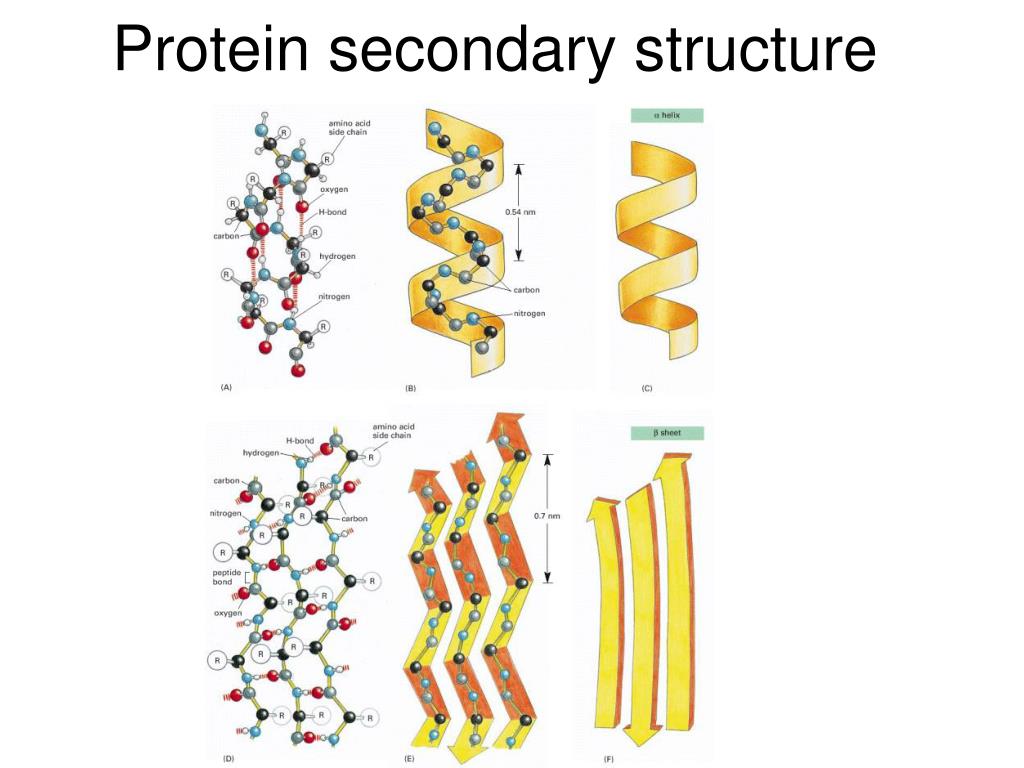 Protein secondary structure
amino acid
side chain
R
R
R
oxygen
R
H-bond
R
carbon
R
hydrogen
R
R
nitrogen
R
(A)
0.54 nm
carbon
nitrogen
(B)
α helix
(C)
amino acid
side chain
H-bond
hydrogen
R
carbon
R
R
nitrogen
R
carbon
R
R
peptide
bond
R
R
R
oxygen
R
R
R
R
R
R
(D)
0.7 nm
(E)
β sheet
(F)